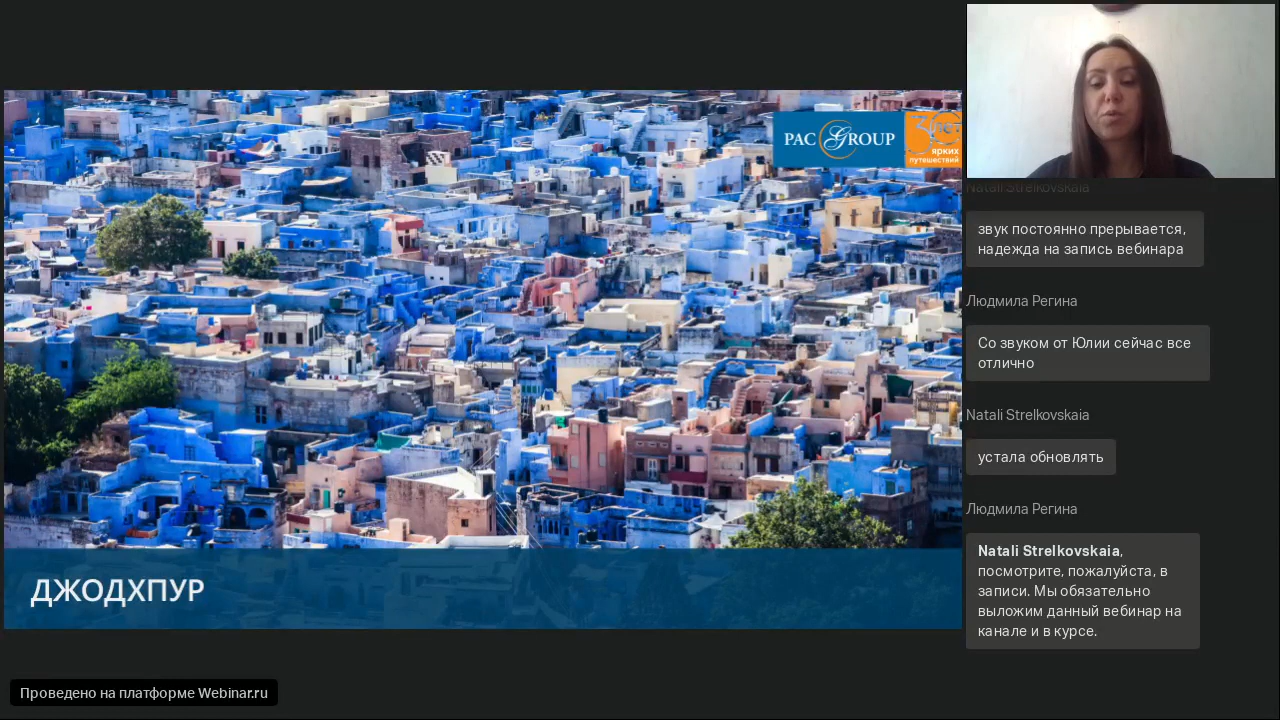 PAC GROUP
31 лет
ярких
путешествий
ДЖОДХПУР
Проведено на платформе Webinar.ru
Natali Strelkovskaia
звук постоянно прерывается,
надежда на запись вебинара
Людмила Регина
Со звуком от Юлии сейчас все
отлично
Natali Strelkovskaia
устала обновлять
Людмила Регина
Natali Strelkovskaia,
посмотрите, пожалуйста, в
записи. Мы обязательно
выложим данный вебинар на
канале и в курсе.